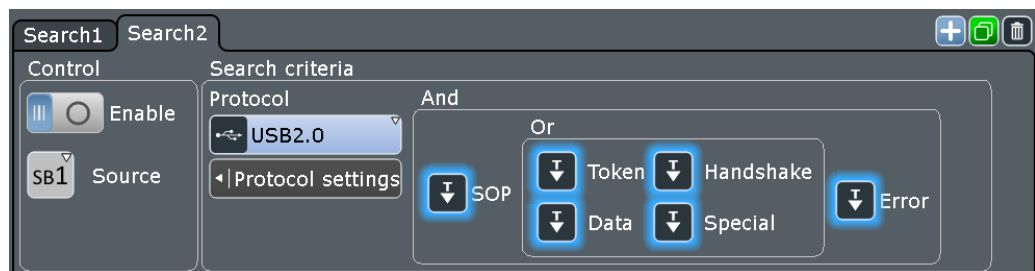 Search1 Search2
Control Search criteria
Protocol And
Enable USB2.0 Or
SB1 Source Protocol settings SOP Token Handshake Error
Data Special